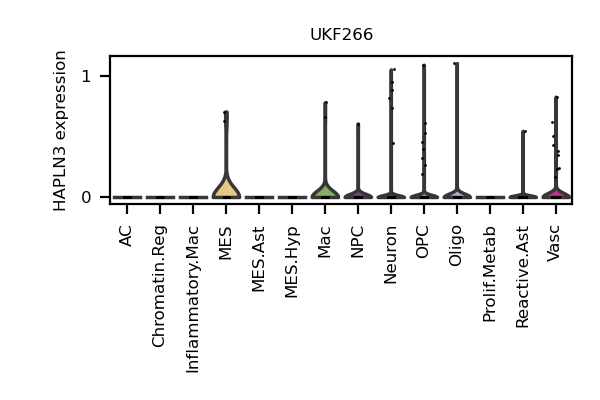 UKF266
HAPLN3 expression
1
0
AC
Chromatin.Reg
Inflammatory.Mac
MES
MES.Ast
MES.Hyp
Mac
NPC
Neuron
OPC
Oligo
Prolif.Metab
Reactive.Ast
Vasc